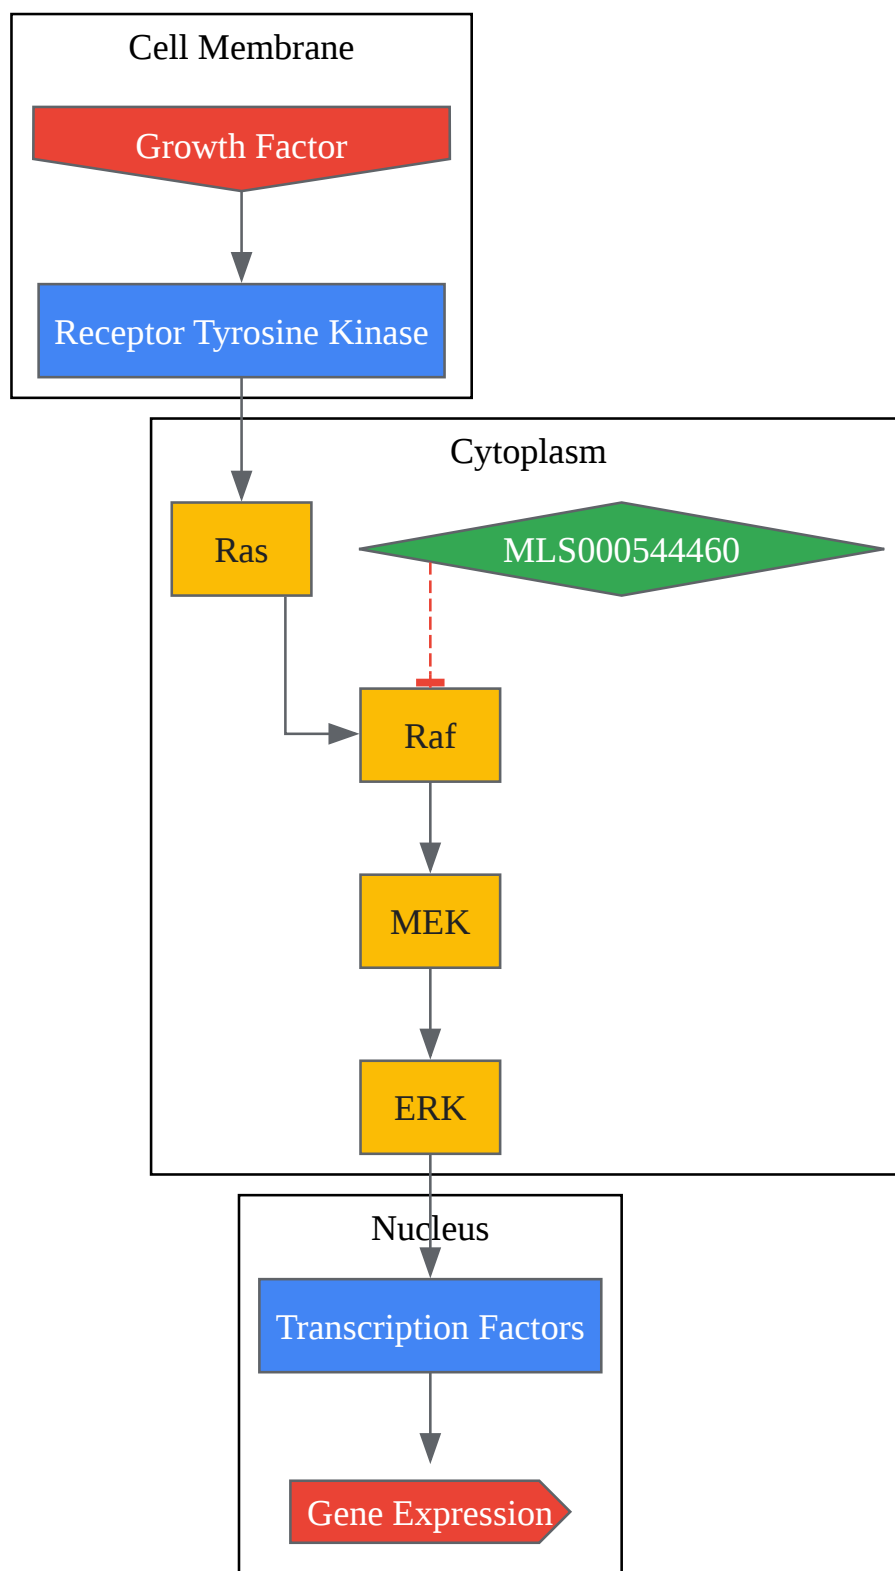 Cell Membrane
Growth Factor
Receptor Tyrosine Kinase
Cytoplasm
Ras
MLS000544460
Raf
MEK
ERK
Nucleus
Transcription Factors
Gene Expression